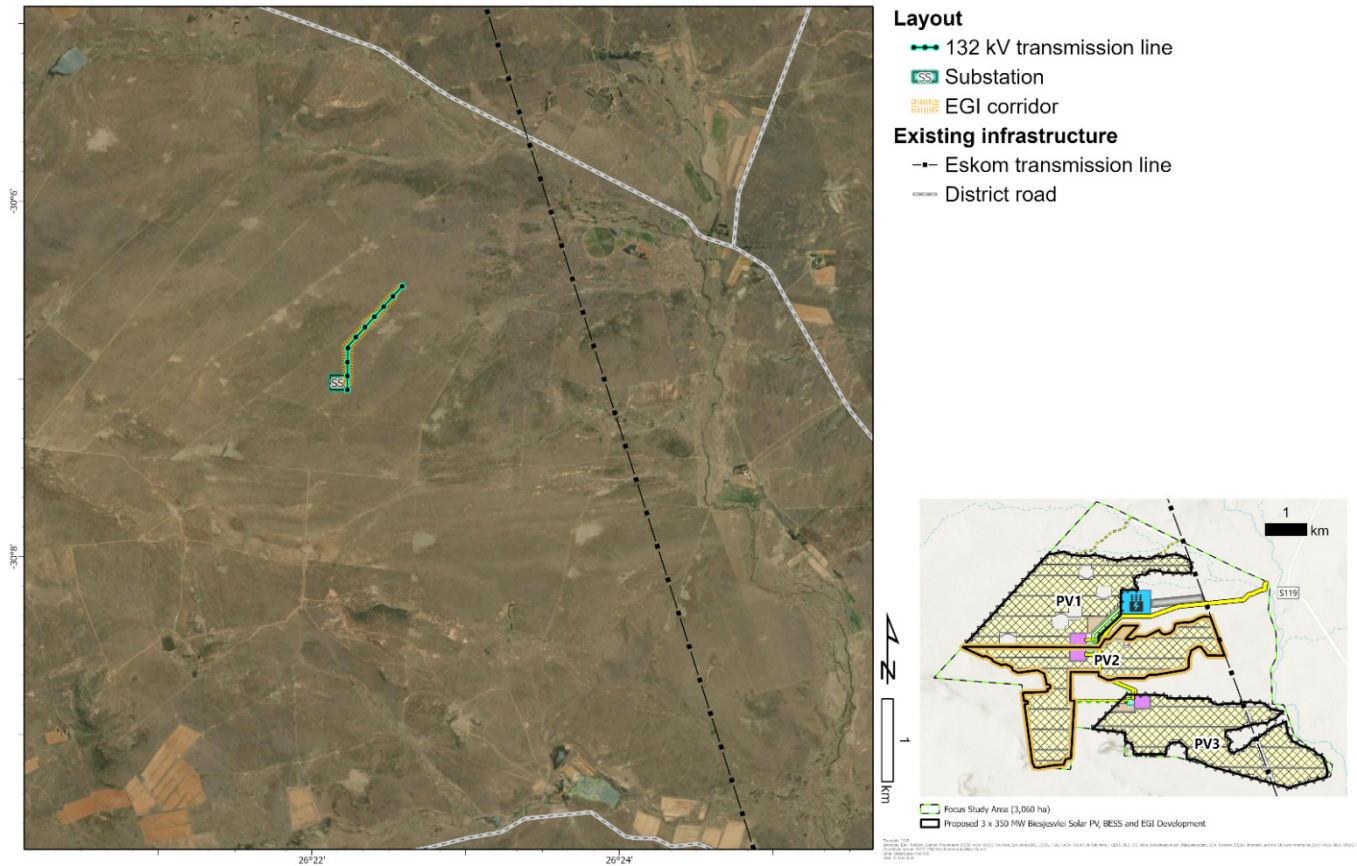 Layout
132 kV transmission line
SS Substation
EGI corridor
Existing infrastructure
Eskom transmission line
District road
-30°6'
-30°8'
SS
26°22'
26°24'
N
1
km
1
km
S119
PV1
PV2
PV3
Focus Study Area (3,060 ha)
Proposed 3 x 350 MW Biesjesvlei Solar PV, BESS and EGI Development